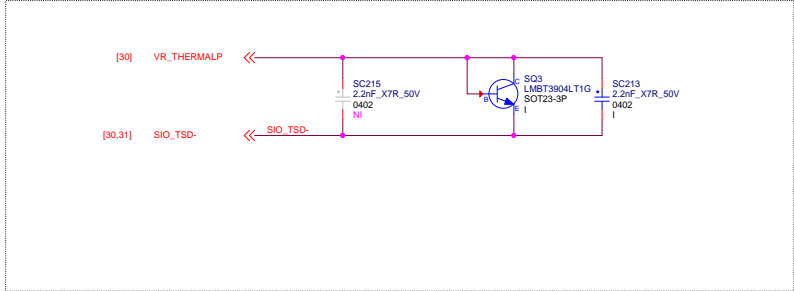 [30] VR_THERMALP
SC215
2.2nF_X7R_50V
0402
NI
C
B
E
SQ3
LMBT3904LT1G
SOT23-3P
I
SC213
2.2nF_X7R_50V
0402
I
[30,31] SIO_TSD- SIO_TSD-